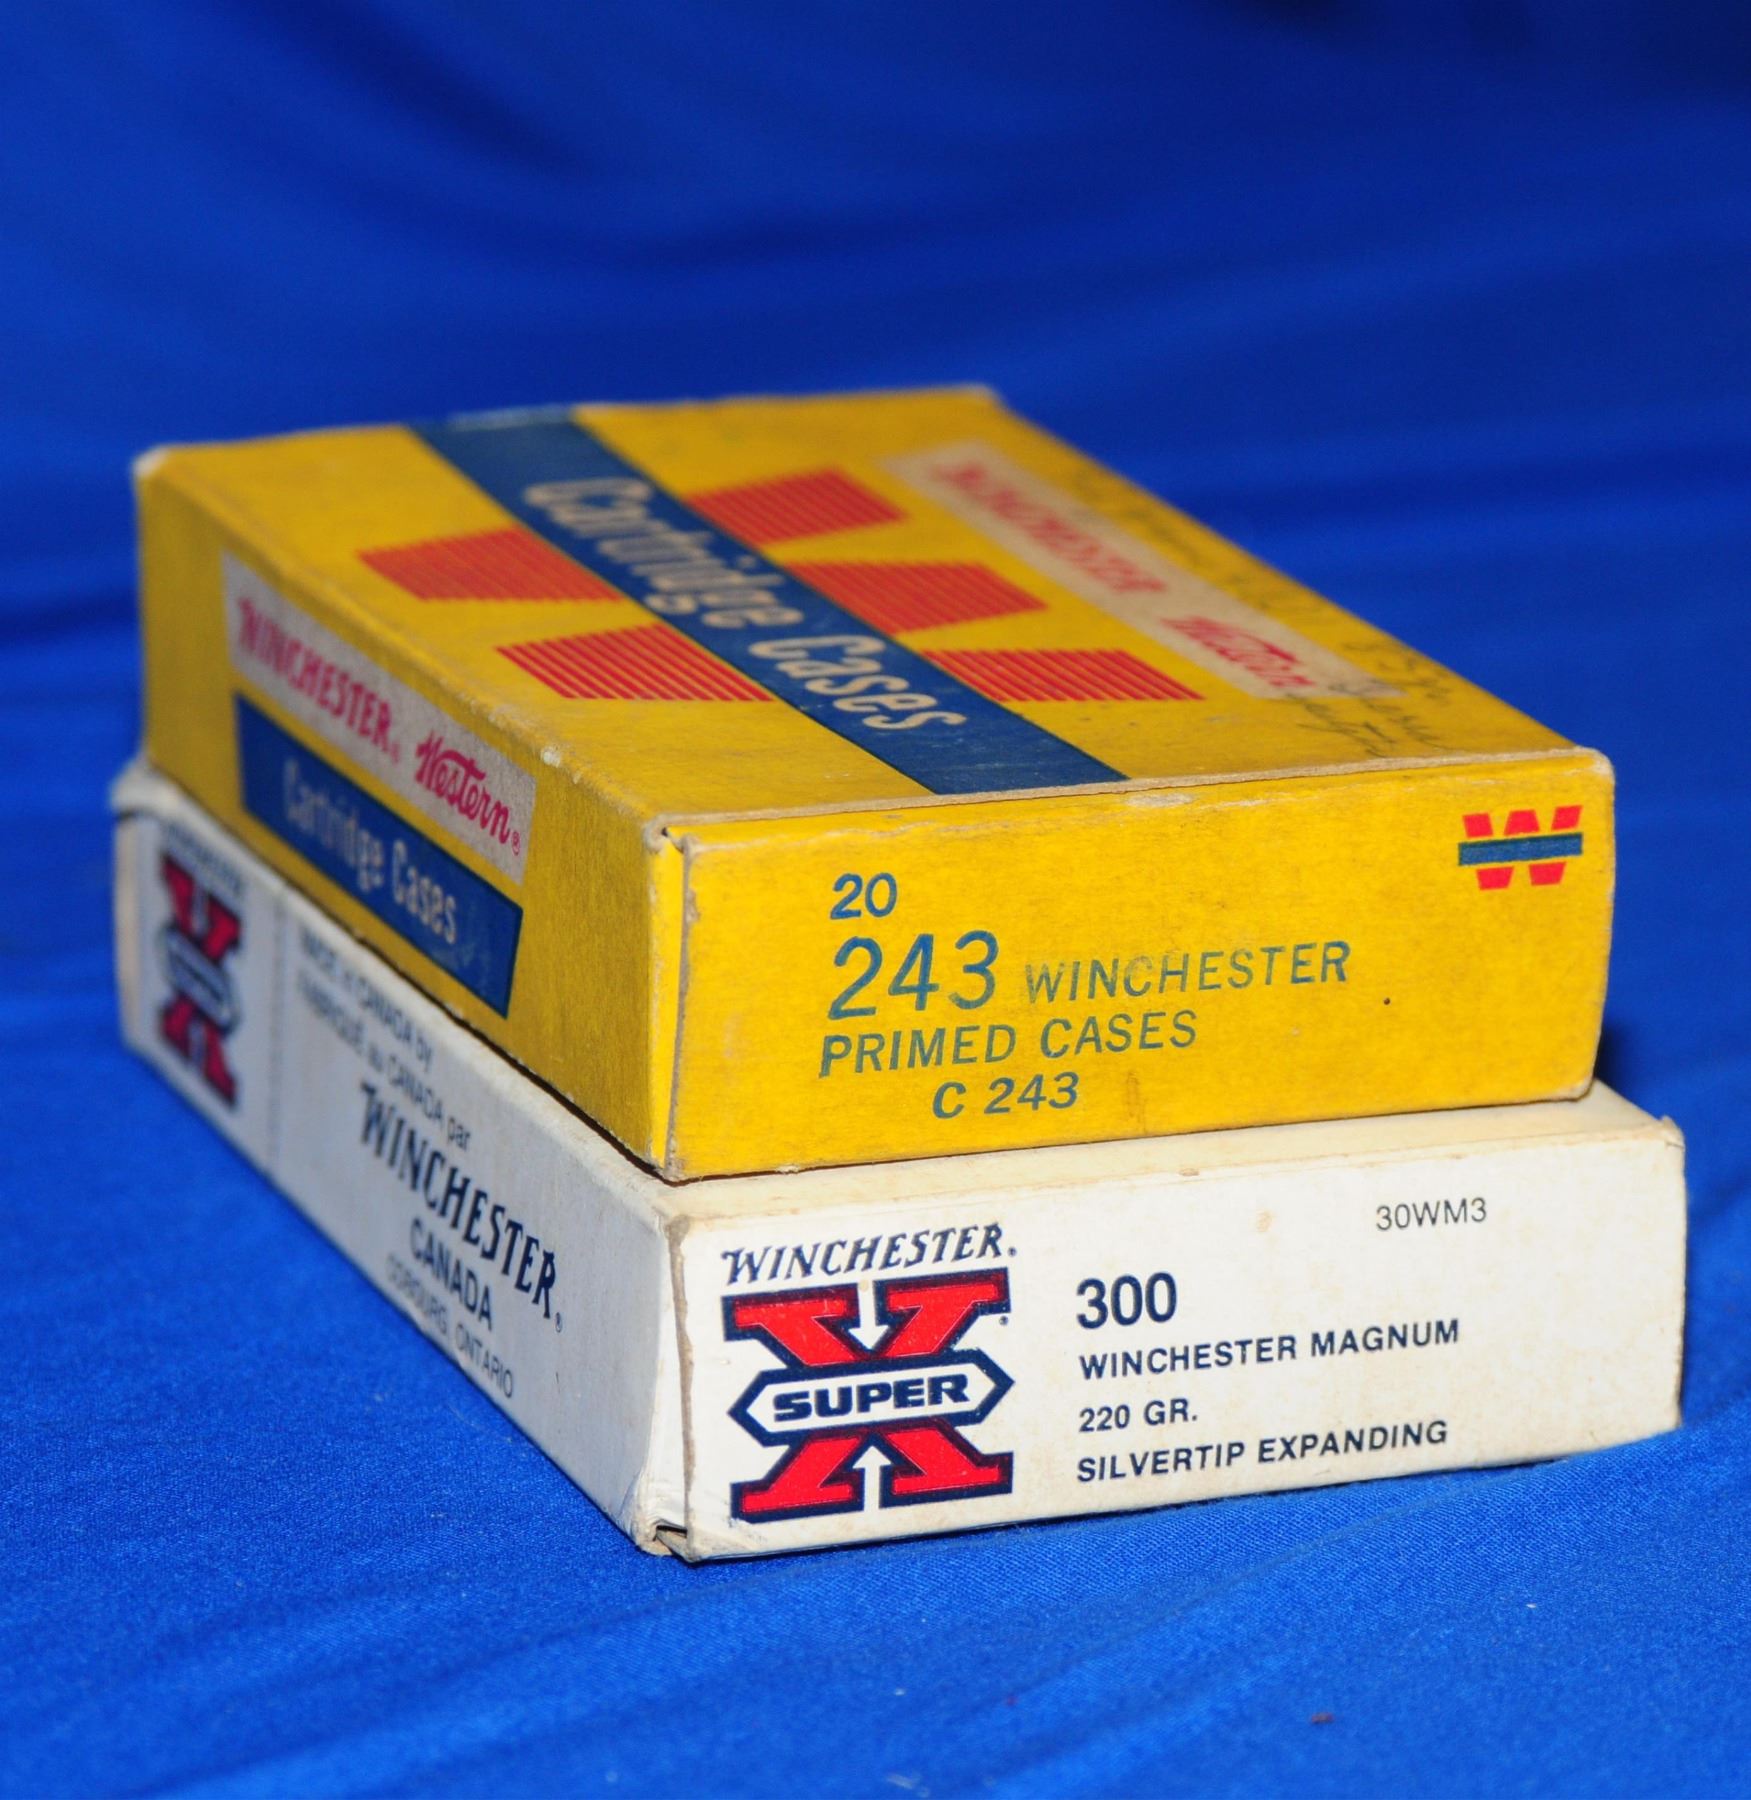 Cartridge Cases
WINCHESTER Western
WINCHESTER® Western®
Cartridge Cases
20
243 WINCHESTER
PRIMED CASES
C 243
W
MADE IN CANADA by
FABRIQUÉ au CANADA par
WINCHESTER®
CANADA
COBOURG, ONTARIO
WINCHESTER®
X
SUPER
30WM3
300
WINCHESTER MAGNUM
220 GR.
SILVERTIP EXPANDING